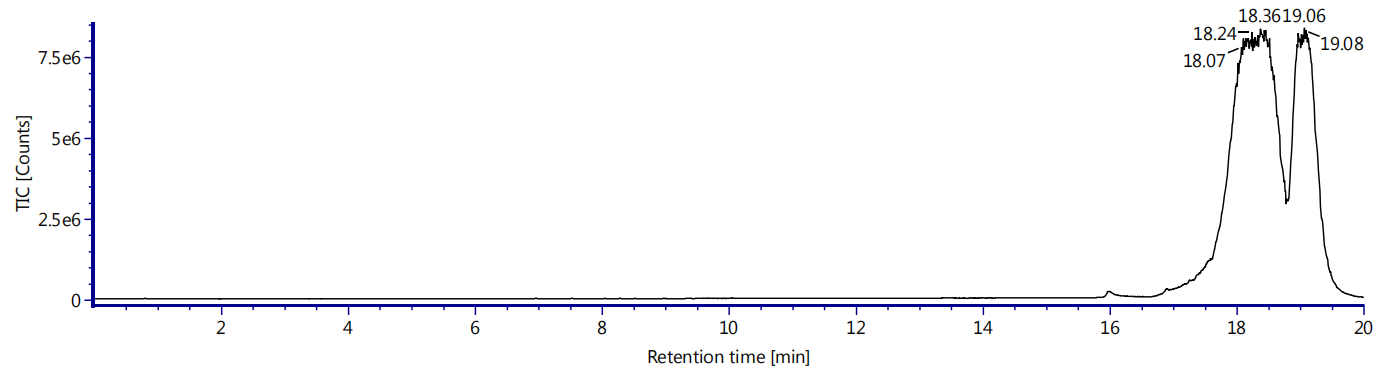 18.36 19.06
18.24
19.08
18.07
7.5e6
5e6
2.5e6
0
TIC [Counts]
2 4 6 8 10 12 14 16 18 20
Retention time [min]